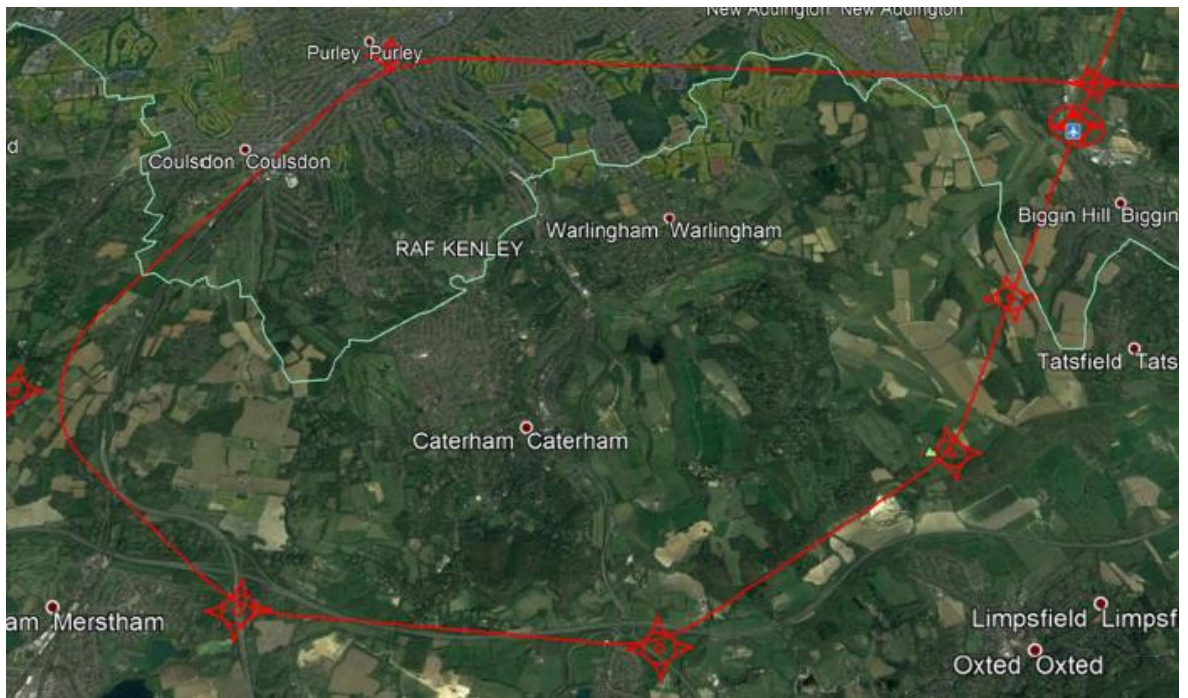 New Addington New Addington
Purley Purley
d
Coulsdon Coulsdon
Biggin Hill Biggin
Warlingham Warlingham
RAF KENLEY
Tatsfield Tats
Caterham Caterham
am Merstham
Limpsfield Limpsf
Oxted Oxted